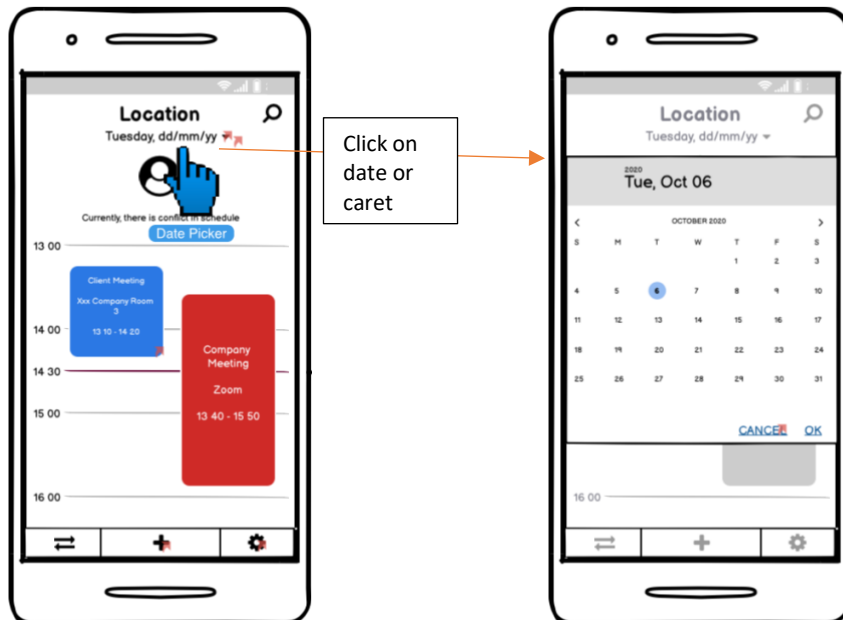 Location
Tuesday, dd/mm/yy
Currently, there is conflict in schedule
Date Picker
13 00
Client Meeting
Xxx Company Room
3
13 10 - 14 20
14 00
Company
Meeting
Zoom
13 40 - 15 50
14 30
15 00
16 00
Click on
date or
caret
Location
Tuesday, dd/mm/yy
2020
Tue, Oct 06
< OCTOBER 2020 >
S M T W T F S
1 2 3
4 5 6 7 8 9 10
11 12 13 14 15 16 17
18 19 20 21 22 23 24
25 26 27 28 29 30 31
CANCEL OK
16 00